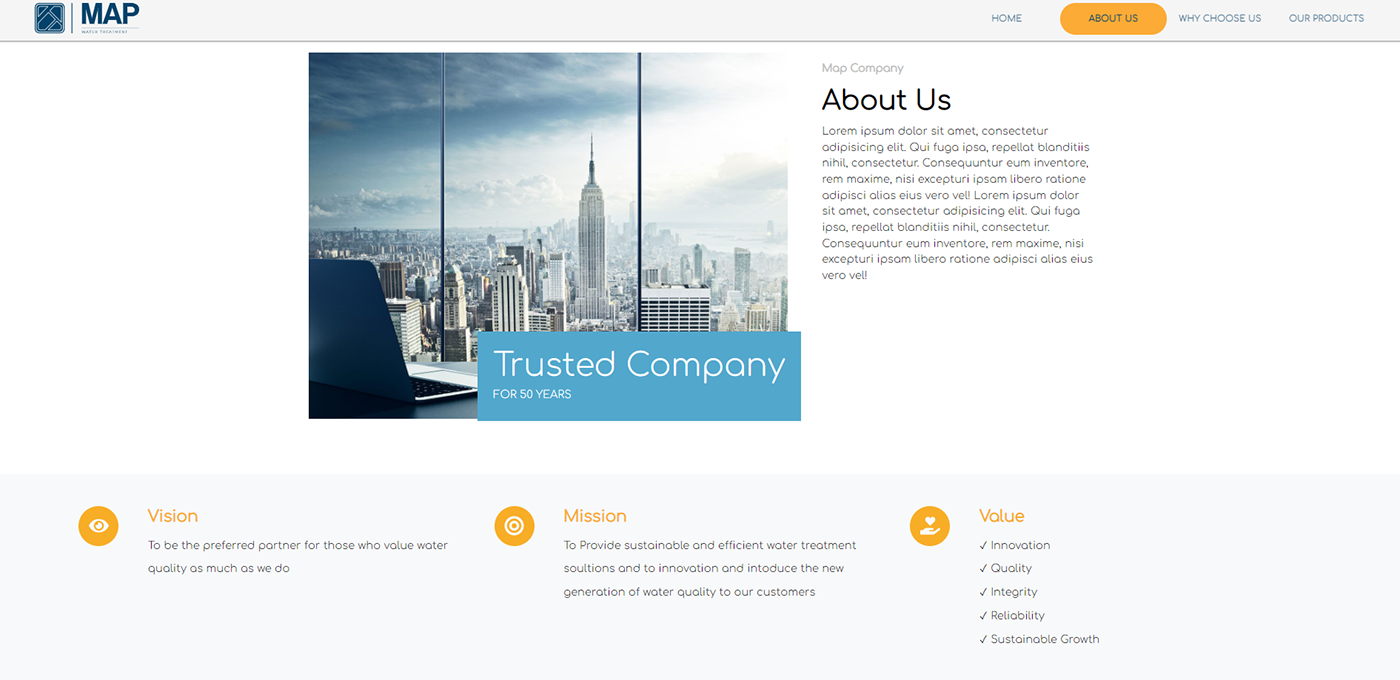 MAP
WATER TREATMENT
HOME
ABOUT US
WHY CHOOSE US
OUR PRODUCTS
Map Company
About Us
Lorem ipsum dolor sit amet, consectetur
adipisicing elit. Qui fuga ipsa, repellat blanditiis
nihil, consectetur. Consequuntur eum inventore,
rem maxime, nisi excepturi ipsam libero ratione
adipisci alias eius vero vel! Lorem ipsum dolor
sit amet, consectetur adipisicing elit. Qui fuga
ipsa, repellat blanditiis nihil, consectetur.
Consequuntur eum inventore, rem maxime, nisi
excepturi ipsam libero ratione adipisci alias eius
vero vel!
Trusted Company
FOR 50 YEARS
Vision
To be the preferred partner for those who value water
quality as much as we do
Mission
To Provide sustainable and efficient water treatment
soultions and to innovation and intoduce the new
generation of water quality to our customers
Value
✓ Innovation
✓ Quality
✓ Integrity
✓ Reliability
✓ Sustainable Growth